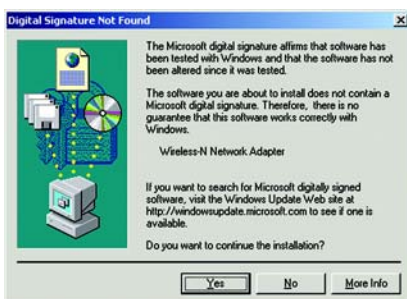 Digital Signature Not Found
The Microsoft digital signature affirms that software has
been tested with Windows and that the software has not
been altered since it was tested.
The software you are about to install does not contain a
Microsoft digital signature. Therefore, there is no
guarantee that this software works correctly with
Windows.
Wireless-N Network Adapter
If you want to search for Microsoft digitally signed
software, visit the Windows Update Web site at
http://windowsupdate.microsoft.com to see if one is
available.
Do you want to continue the installation?
Yes No More Info